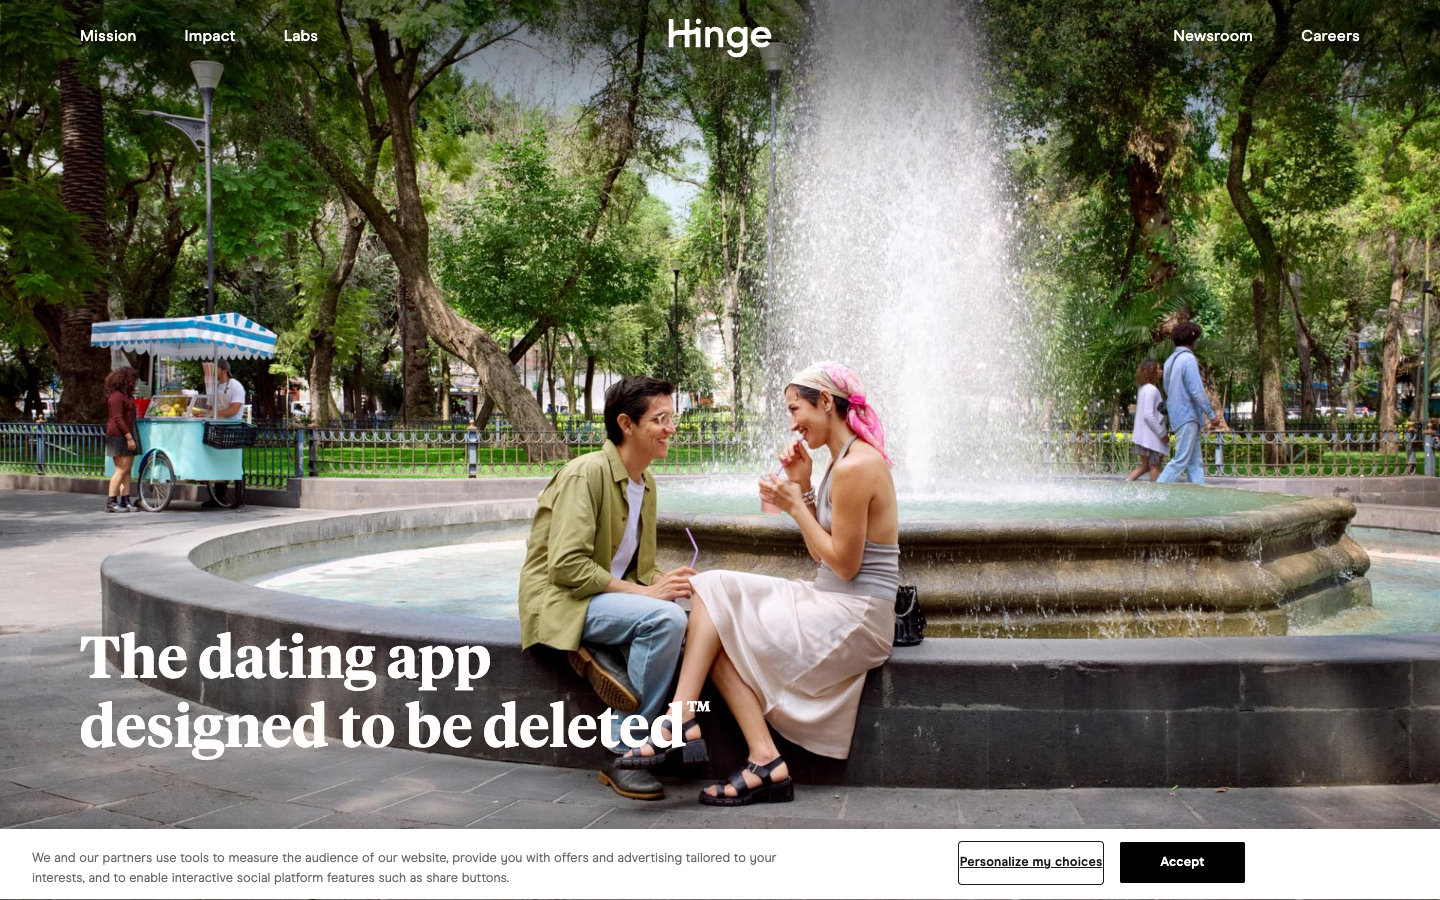 Mission Impact Labs Hinge Newsroom Careers
The dating app
designed to be deleted™
We and our partners use tools to measure the audience of our website, provide you with offers and advertising tailored to your
interests, and to enable interactive social platform features such as share buttons.
Personalize my choices Accept